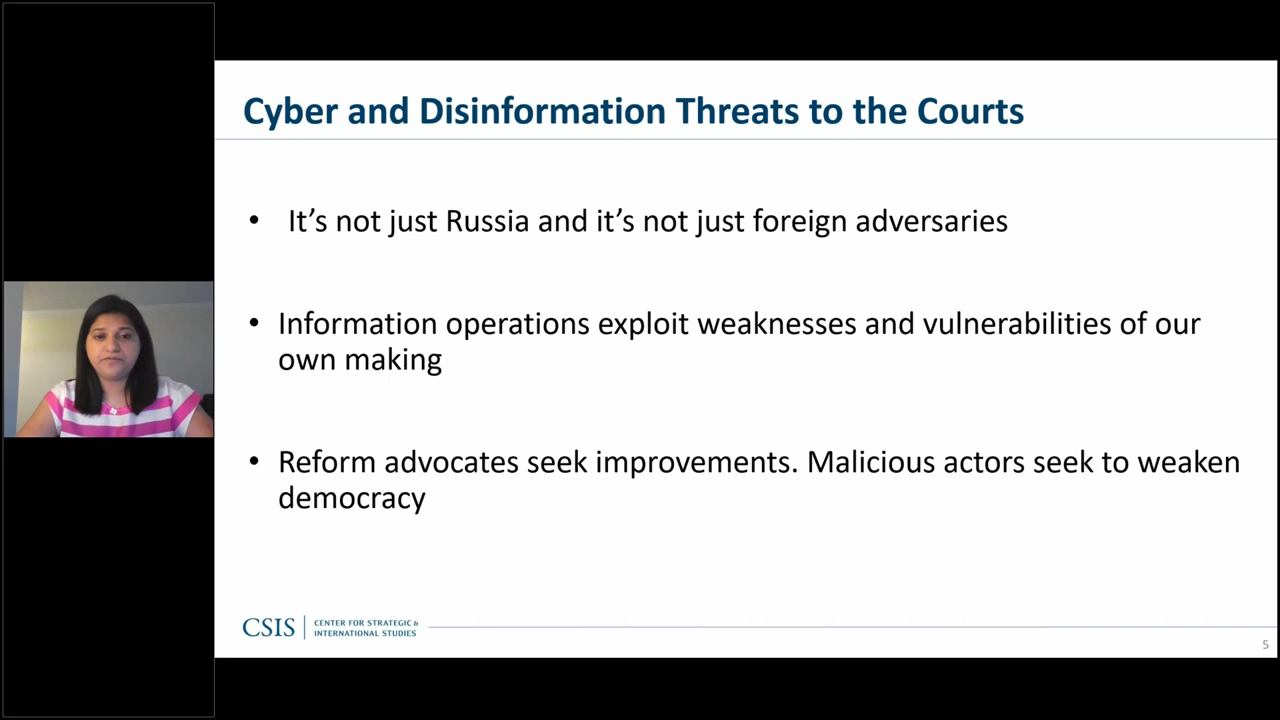 Cyber and Disinformation Threats to the Courts
• It’s not just Russia and it’s not just foreign adversaries
• Information operations exploit weaknesses and vulnerabilities of our
own making
• Reform advocates seek improvements. Malicious actors seek to weaken
democracy
CSIS
CENTER FOR STRATEGIC &
INTERNATIONAL STUDIES
5